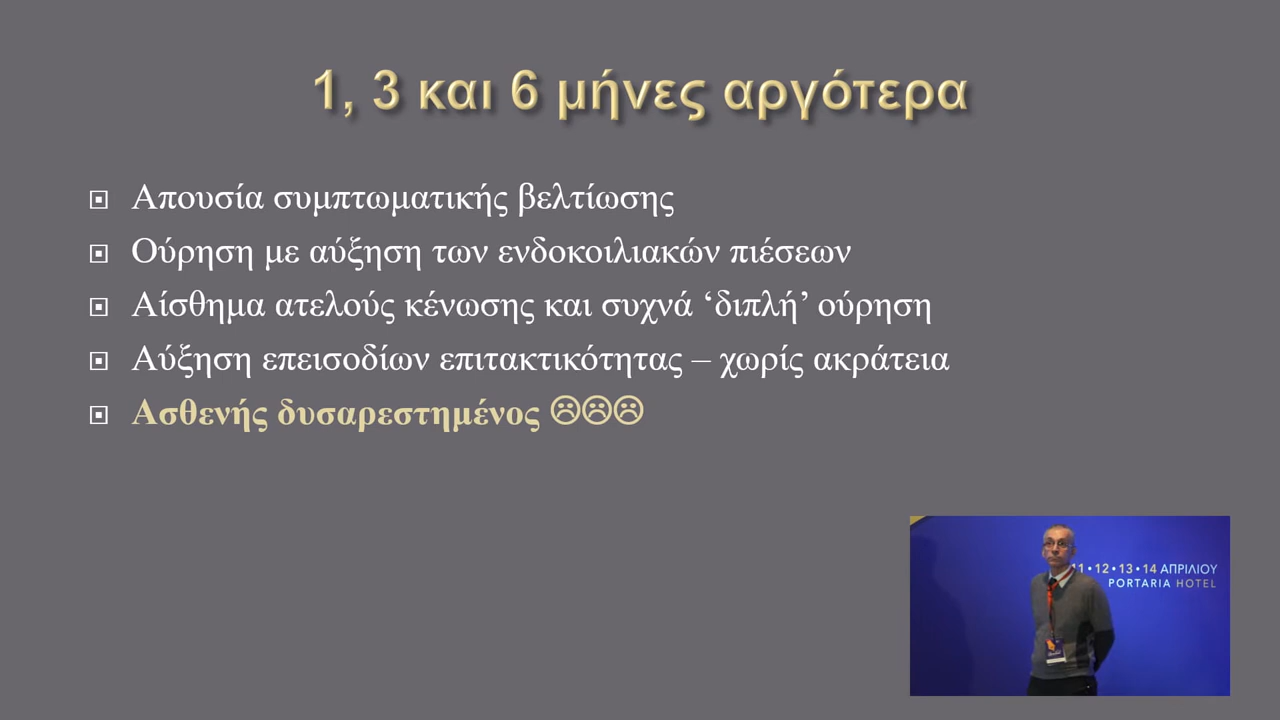 1, 3 και 6 μήνες αργότερα
Απουσία συμπτωματικής βελτίωσης
Ούρηση με αύξηση των ενδοκοιλιακών πιέσεων
Αίσθημα ατελούς κένωσης και συχνά ‘διπλή’ ούρηση
Αύξηση επεισοδίων επιτακτικότητας – χωρίς ακράτεια
Ασθενής δυσαρεστημένος ☹☹☹
11•12•13•14 ΑΠΡΙΛΙΟΥ
PORTARIA HOTEL